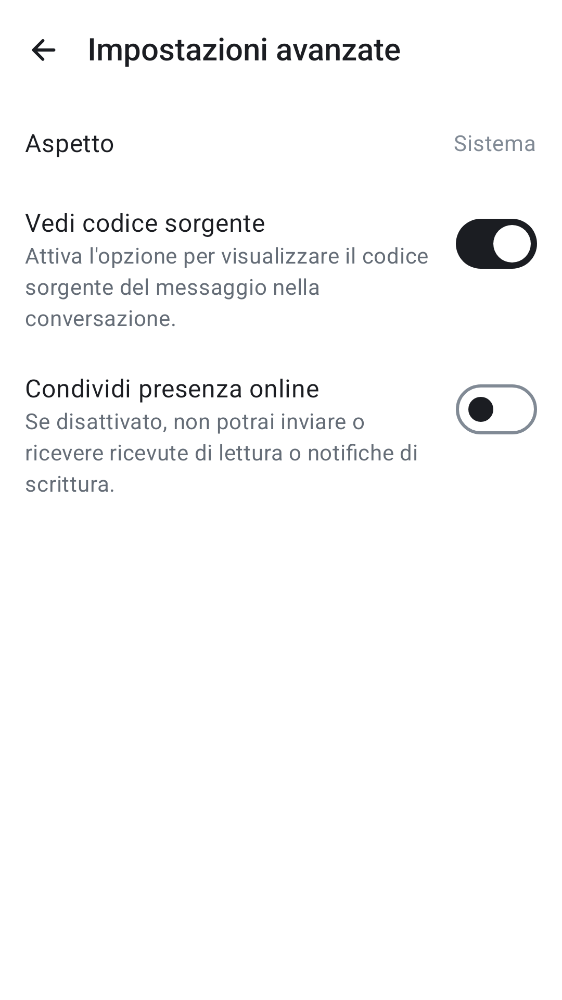 Impostazioni avanzate
Aspetto
Sistema
Vedi codice sorgente
Attiva l'opzione per visualizzare il codice
sorgente del messaggio nella
conversazione.
Condividi presenza online
Se disattivato, non potrai inviare o
ricevere ricevute di lettura o notifiche di
scrittura.